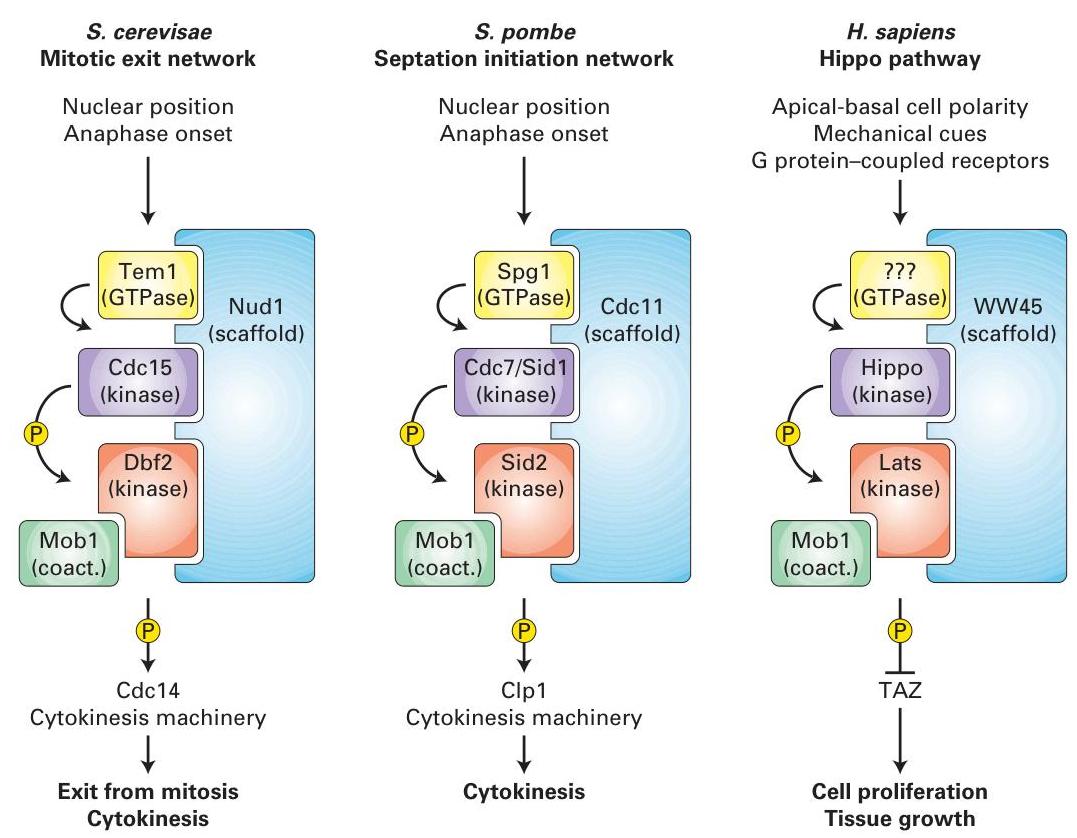 S. cerevisae
Mitotic exit network
Nuclear position
Anaphase onset
Tem1
(GTPase)
Nud1
(scaffold)
Cdc15
(kinase)
P
Dbf2
(kinase)
Mob1
(coact.)
P
Cdc14
Cytokinesis machinery
Exit from mitosis
Cytokinesis
S. pombe
Septation initiation network
Nuclear position
Anaphase onset
Spg1
(GTPase)
Cdc11
(scaffold)
Cdc7/Sid1
(kinase)
P
Sid2
(kinase)
Mob1
(coact.)
P
Clp1
Cytokinesis machinery
Cytokinesis
H. sapiens
Hippo pathway
Apical-basal cell polarity
Mechanical cues
G protein–coupled receptors
???
(GTPase)
WW45
(scaffold)
Hippo
(kinase)
P
Lats
(kinase)
Mob1
(coact.)
P
TAZ
Cell proliferation
Tissue growth